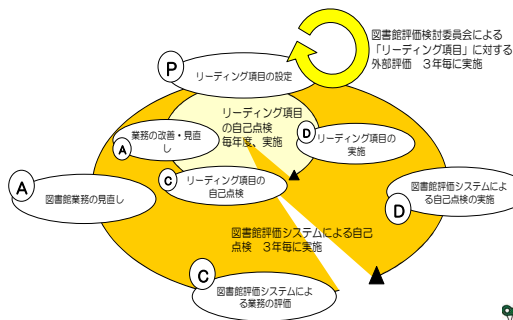 図書館評価検討委員会による
「リーディング項目」に対する
外部評価 3年毎に実施
P
リーディング項目の設定
リーディング項目
の自己点検
毎年度、実施
業務の改善・見直
し
A
D
リーディング項目の
実施
C
リーディング項目の
自己点検
A
図書館業務の見直し
図書館評価システムによ
る自己点検の実施
D
図書館評価システムによる自己
点検 3年毎に実施
C
図書館評価システムによ
る業務の評価